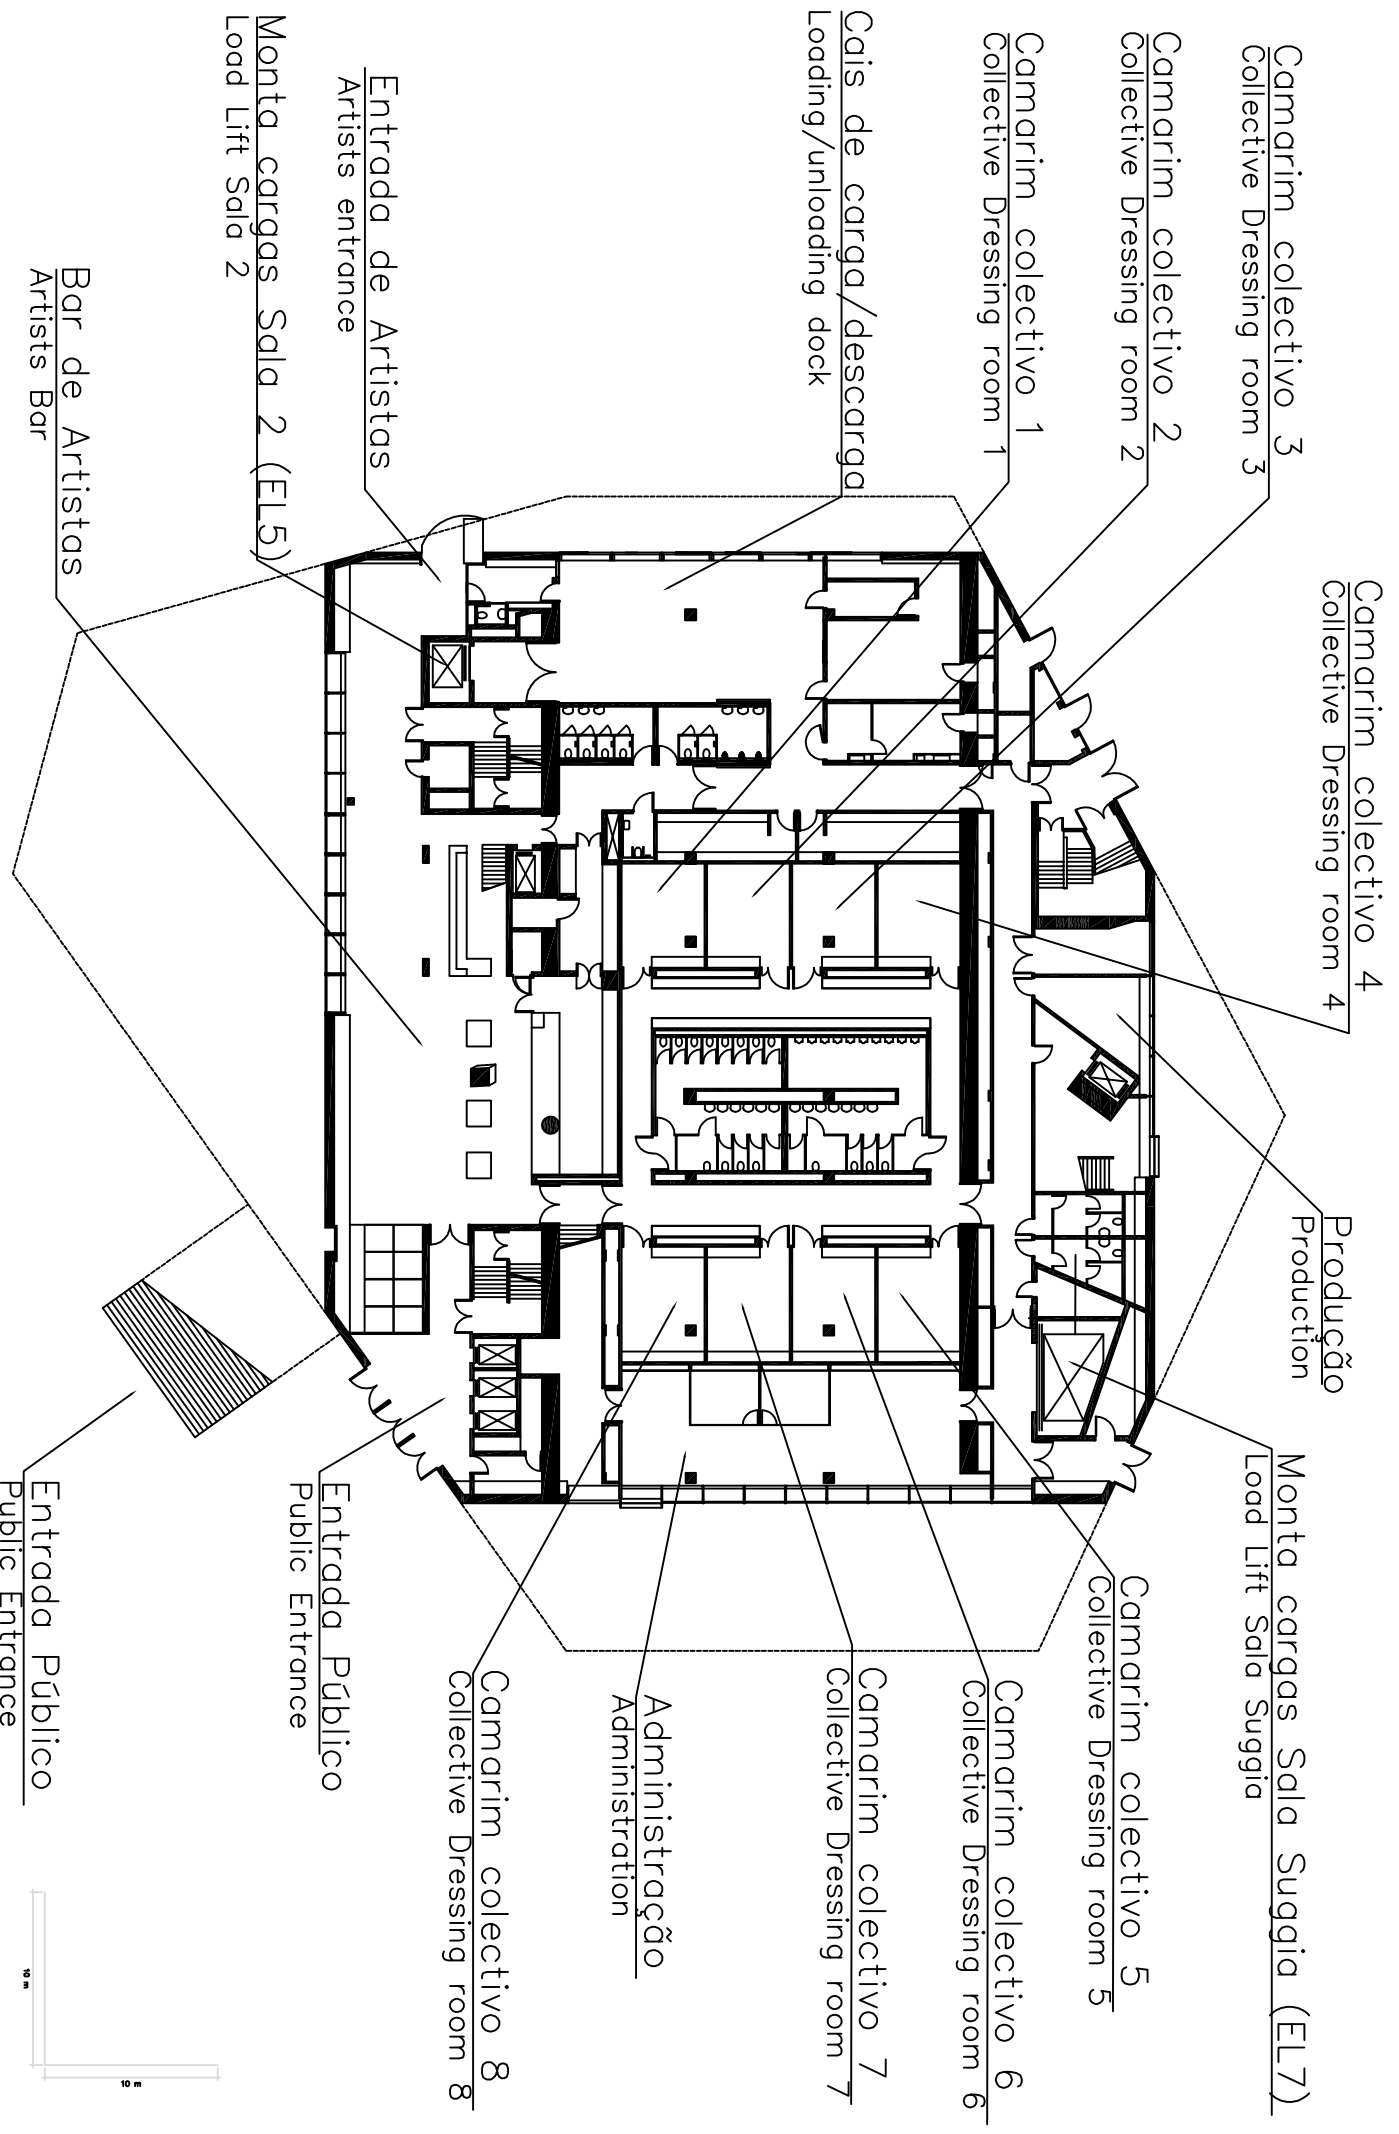 Camarim colectivo 4
Collective Dressing room 4
Camarim colectivo 3
Collective Dressing room 3
Camarim colectivo 2
Collective Dressing room 2
Camarim colectivo 1
Collective Dressing room 1
Cais de carga/descarga
Loading/unloading dock
Entrada de Artistas
Artists entrance
Monta cargas Sala 2 (EL5)
Load Lift Sala 2
Bar de Artistas
Artists Bar
Produção
Production
Monta cargas Sala Suggia (EL7)
Load Lift Sala Suggia
Camarim colectivo 5
Collective Dressing room 5
Camarim colectivo 6
Collective Dressing room 6
Camarim colectivo 7
Collective Dressing room 7
Administração
Administration
Camarim colectivo 8
Collective Dressing room 8
Entrada Público
Public Entrance
Entrada Público
Public Entrance
10 m
10 m